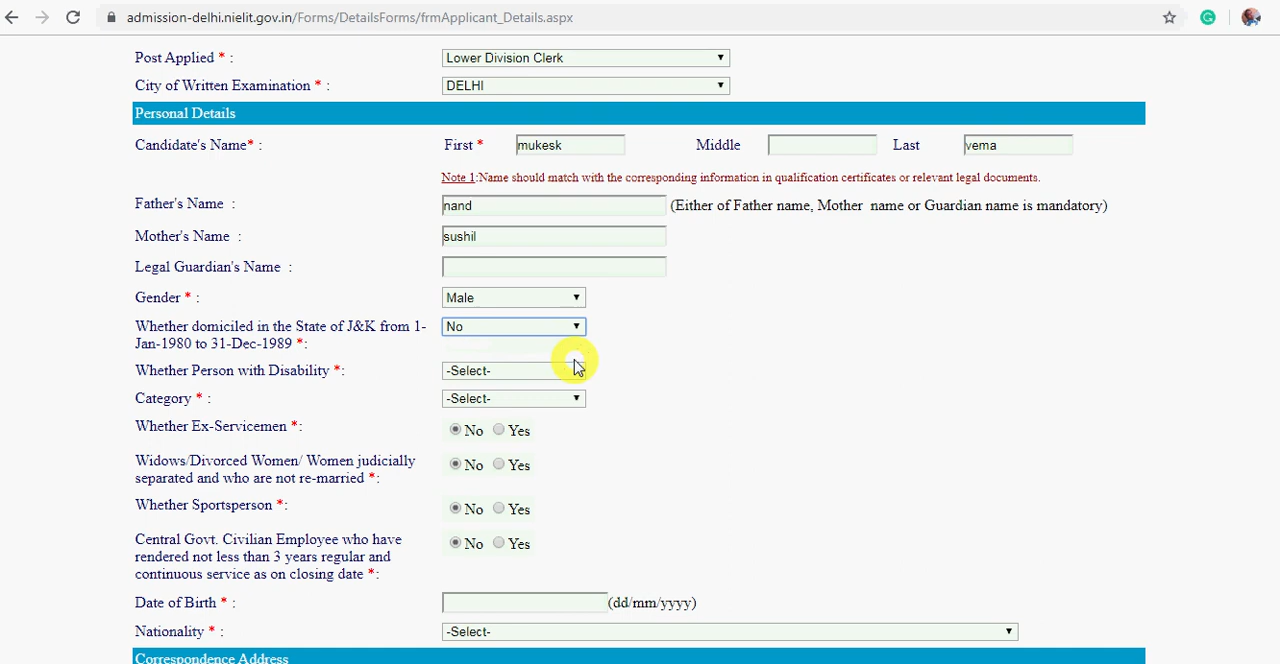 admission-delhi.nielit.gov.in/Forms/DetailsForms/frmApplicant_Details.aspx
Post Applied * : Lower Division Clerk
City of Written Examination * : DELHI
Personal Details
Candidate's Name* : First * mukesk Middle Last vema
Note 1:Name should match with the corresponding information in qualification certificates or relevant legal documents.
Father's Name : nand (Either of Father name, Mother name or Guardian name is mandatory)
Mother's Name : sushil
Legal Guardian's Name :
Gender * : Male
Whether domiciled in the State of J&K from 1-
Jan-1980 to 31-Dec-1989 *: No
Whether Person with Disability *: -Select-
Category * : -Select-
Whether Ex-Servicemen *: No Yes
Widows/Divorced Women/ Women judicially
separated and who are not re-married *: No Yes
Whether Sportsperson *: No Yes
Central Govt. Civilian Employee who have
rendered not less than 3 years regular and
continuous service as on closing date *: No Yes
Date of Birth * : (dd/mm/yyyy)
Nationality * : -Select-
Correspondence Address